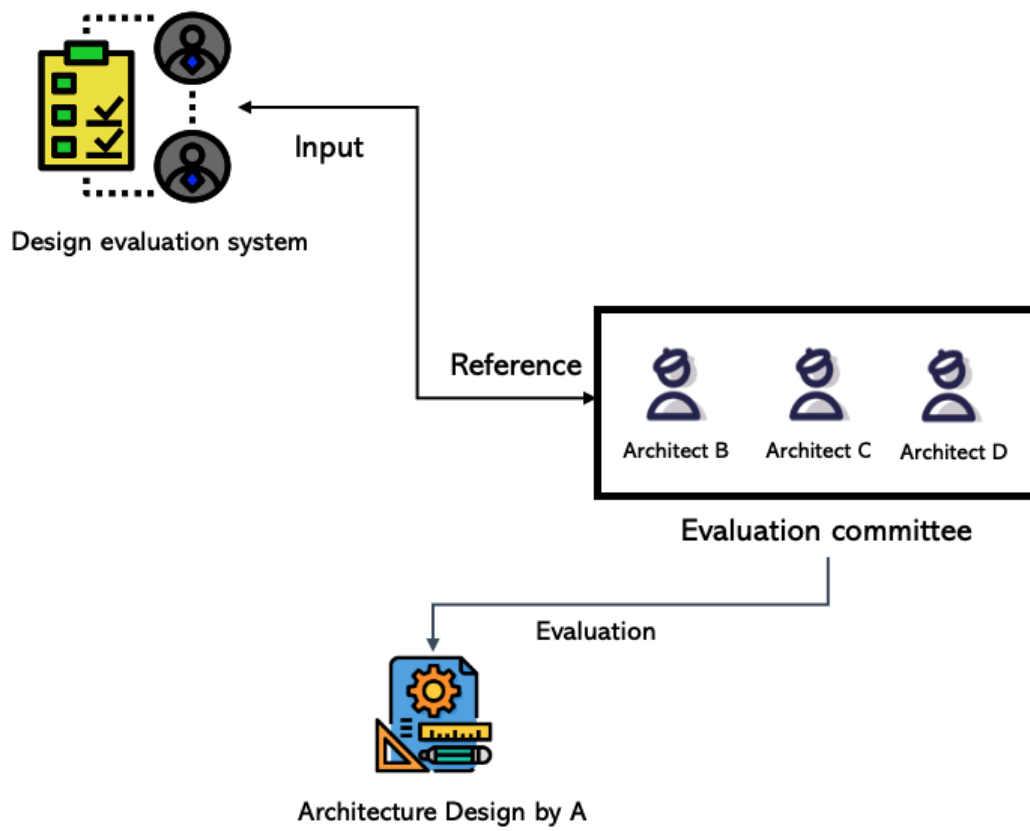 Input
Design evaluation system
Reference
Architect B
Architect C
Architect D
Evaluation committee
Evaluation
Architecture Design by A